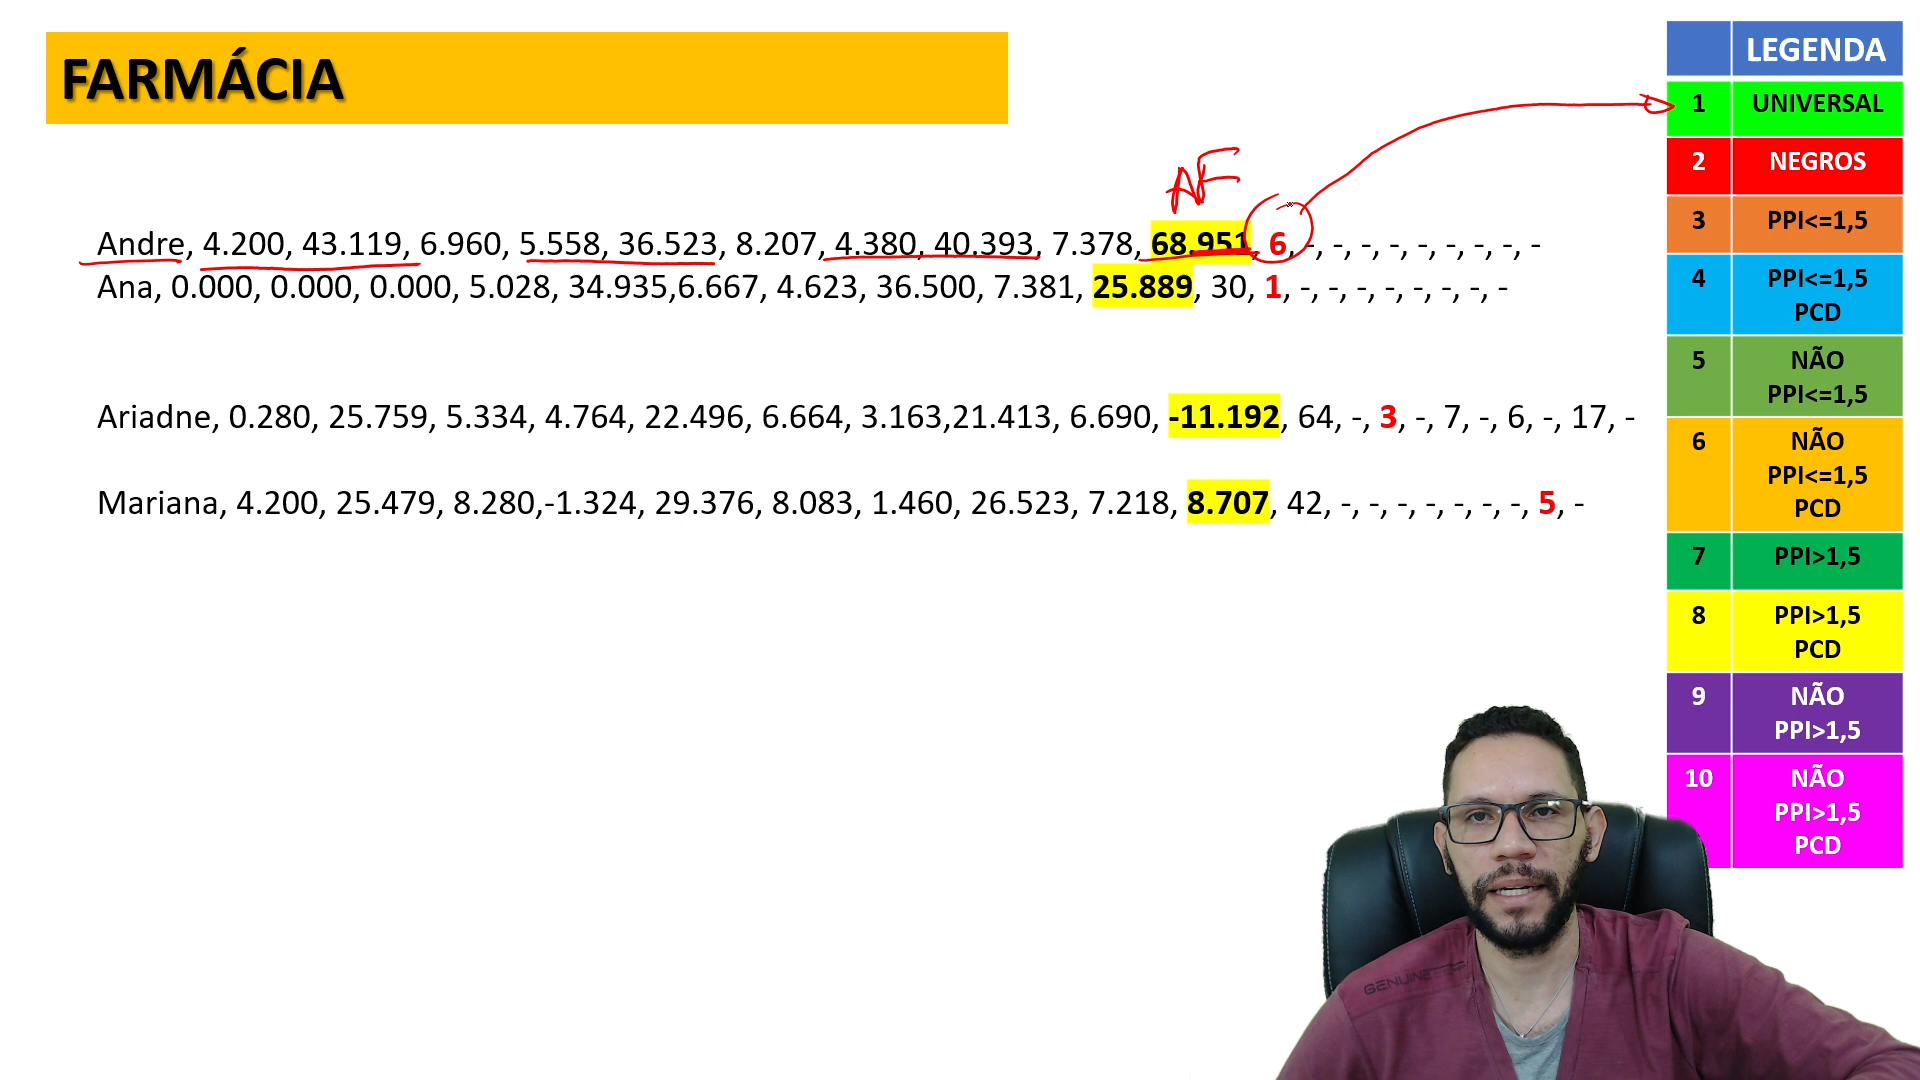 FARMÁCIA
AF
Andre, 4.200, 43.119, 6.960, 5.558, 36.523, 8.207, 4.380, 40.393, 7.378, 68.951, 6, -, -, -, -, -, -, -, -, -
Ana, 0.000, 0.000, 0.000, 5.028, 34.935,6.667, 4.623, 36.500, 7.381, 25.889, 30, 1, -, -, -, -, -, -, -, -
Ariadne, 0.280, 25.759, 5.334, 4.764, 22.496, 6.664, 3.163,21.413, 6.690, -11.192, 64, -, 3, -, 7, -, 6, -, 17, -
Mariana, 4.200, 25.479, 8.280,-1.324, 29.376, 8.083, 1.460, 26.523, 7.218, 8.707, 42, -, -, -, -, -, -, -, 5, -
LEGENDA
1 UNIVERSAL
2 NEGROS
3 PPI<=1,5
4 PPI<=1,5
PCD
5 NÃO
PPI<=1,5
6 NÃO
PPI<=1,5
PCD
7 PPI>1,5
8 PPI>1,5
PCD
9 NÃO
PPI>1,5
10 NÃO
PPI>1,5
PCD
GENUINE